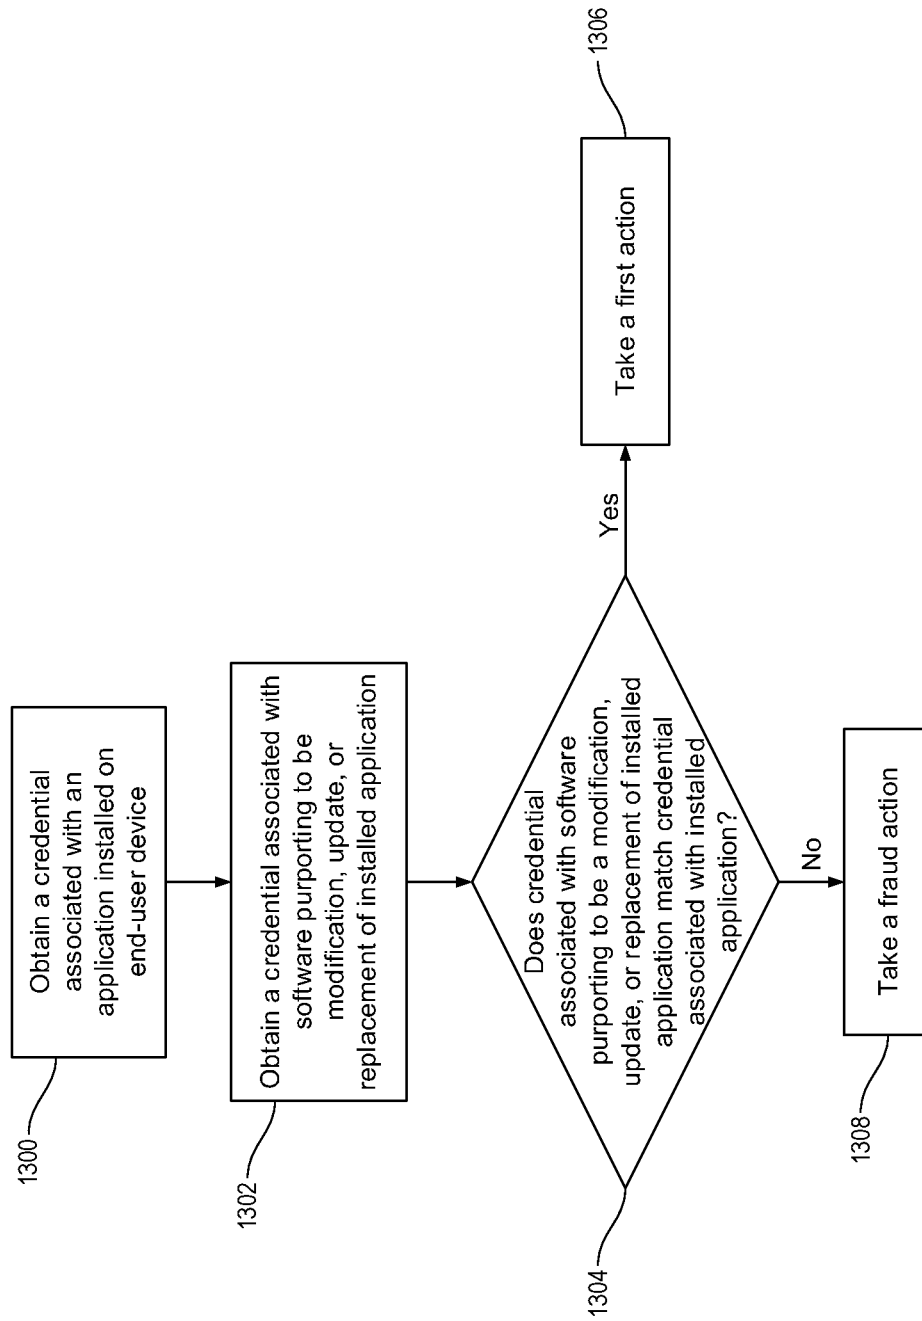 1300
Obtain a credential
associated with an
application installed on
end-user device
1302
Obtain a credential associated with
software purporting to be
modification, update, or
replacement of installed application
1304
Does credential
associated with software
purporting to be a modification,
update, or replacement of installed
application match credential
associated with installed
application?
Yes
Take a first action
1306
No
1308
Take a fraud action